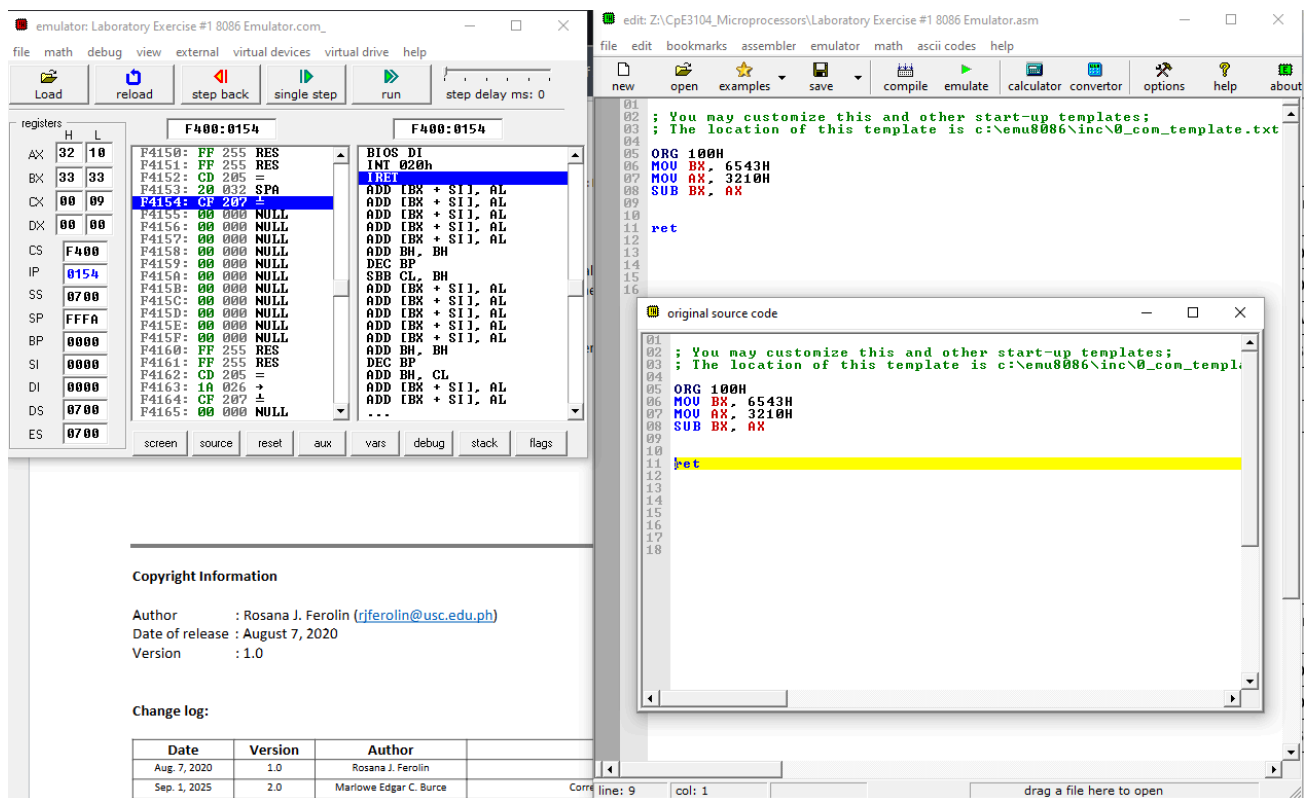 emulator: Laboratory Exercise #1 8086 Emulator.com_
file math debug view external virtual devices virtual drive help
Load reload step back single step run step delay ms: 0
registers
H L
F400:0154 F400:0154
AX 32 10
BX 33 33
CX 00 09
DX 00 00
CS F400
IP 0154
SS 0700
SP FFFA
BP 0000
SI 0000
DI 0000
DS 0700
ES 0700
F4150: FF 255 RES
F4151: FF 255 RES
F4152: CD 205 =
F4153: 20 032 SPA
F4154: CF 207 ╧
F4155: 00 000 NULL
F4156: 00 000 NULL
F4157: 00 000 NULL
F4158: 00 000 NULL
F4159: 00 000 NULL
F415A: 00 000 NULL
F415B: 00 000 NULL
F415C: 00 000 NULL
F415D: 00 000 NULL
F415E: 00 000 NULL
F415F: 00 000 NULL
F4160: FF 255 RES
F4161: FF 255 RES
F4162: CD 205 =
F4163: 1A 026 →
F4164: CF 207 ╧
F4165: 00 000 NULL
BIOS DI
INT 020h
IRET
ADD [BX + SI], AL
ADD [BX + SI], AL
ADD [BX + SI], AL
ADD [BX + SI], AL
ADD [BX + SI], AL
ADD BH, BH
DEC BP
SBB CL, BH
ADD [BX + SI], AL
ADD [BX + SI], AL
ADD [BX + SI], AL
ADD [BX + SI], AL
ADD [BX + SI], AL
ADD BH, BH
DEC BP
ADD BH, CL
ADD [BX + SI], AL
ADD [BX + SI], AL
...
screen source reset aux vars debug stack flags
Copyright Information
Author : Rosana J. Ferolin (rjferolin@usc.edu.ph)
Date of release : August 7, 2020
Version : 1.0
Change log:
Date Version Author
Aug. 7, 2020 1.0 Rosana J. Ferolin
Sep. 1, 2025 2.0 Marlowe Edgar C. Burce Corre
edit: Z:\CpE3104_Microprocessors\Laboratory Exercise #1 8086 Emulator.asm
file edit bookmarks assembler emulator math ascii codes help
new open examples save compile emulate calculator convertor options help about
01
02 ; You may customize this and other start-up templates;
03 ; The location of this template is c:\emu8086\inc\0_com_template.txt
04
05 ORG 100H
06 MOV BX, 6543H
07 MOV AX, 3210H
08 SUB BX, AX
09
10
11 ret
12
13
14
15
16
original source code
01
02 ; You may customize this and other start-up templates;
03 ; The location of this template is c:\emu8086\inc\0_com_templa
04
05 ORG 100H
06 MOV BX, 6543H
07 MOV AX, 3210H
08 SUB BX, AX
09
10
11 ret
12
13
14
15
16
17
18
line: 9 col: 1 drag a file here to open